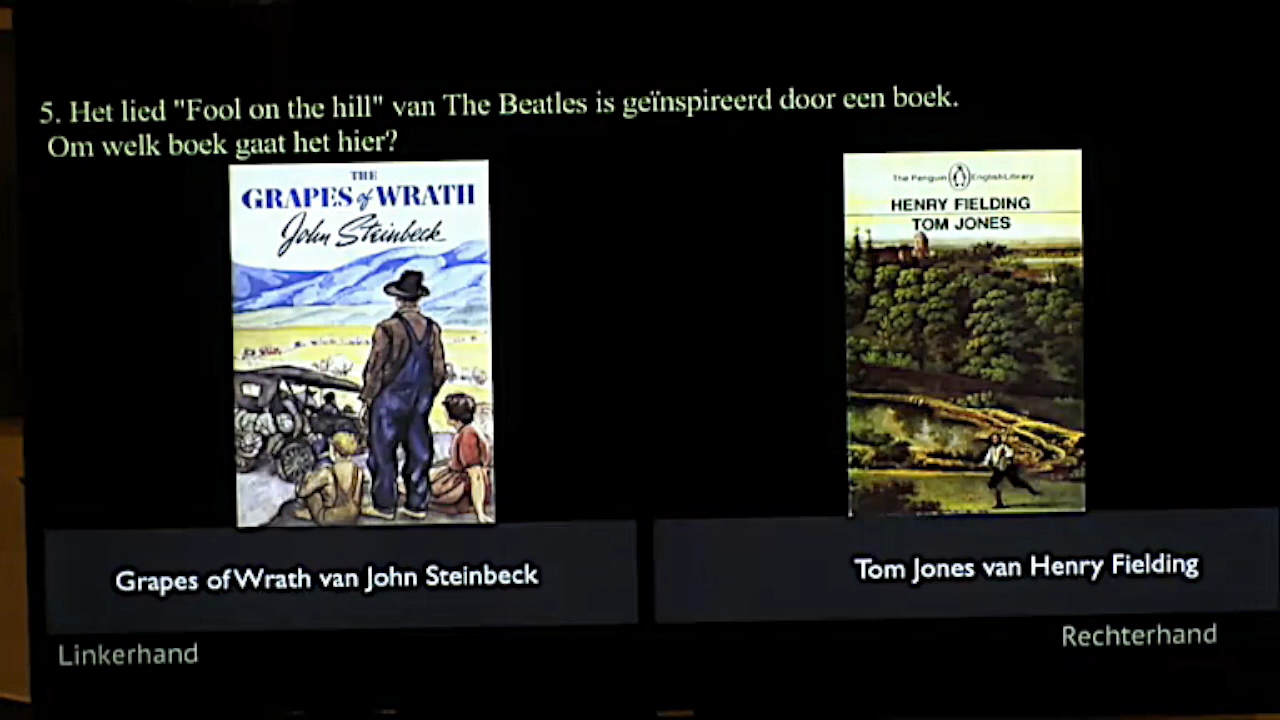 5. Het lied "Fool on the hill" van The Beatles is geïnspireerd door een boek.
Om welk boek gaat het hier?
THE
GRAPES of WRATH
John Steinbeck
The Penguin English Library
HENRY FIELDING
TOM JONES
Grapes of Wrath van John Steinbeck
Tom Jones van Henry Fielding
Linkerhand
Rechterhand